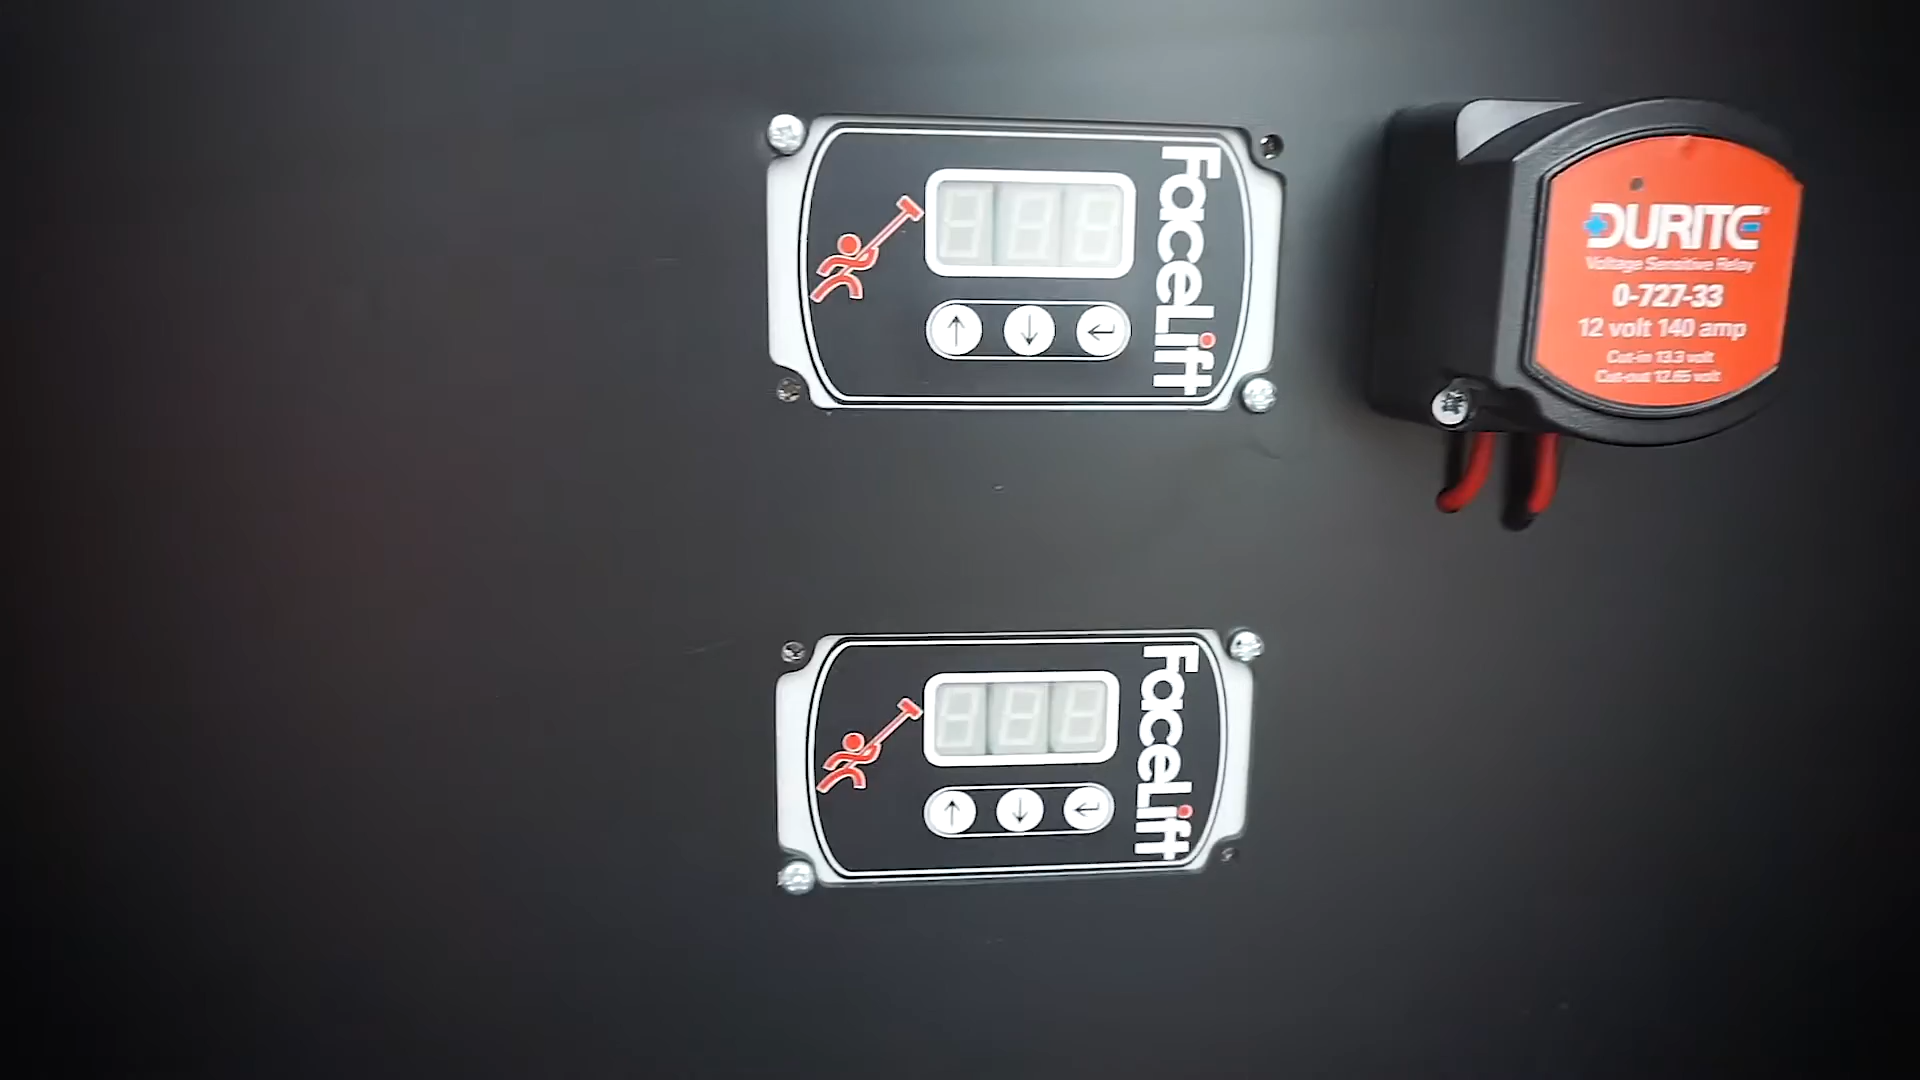 FaceLift
DURITE
Voltage Sensitive Relay
0-727-33
12 volt 140 amp
Cut-in 13.3 volt
Cut-out 12.65 volt
FaceLift